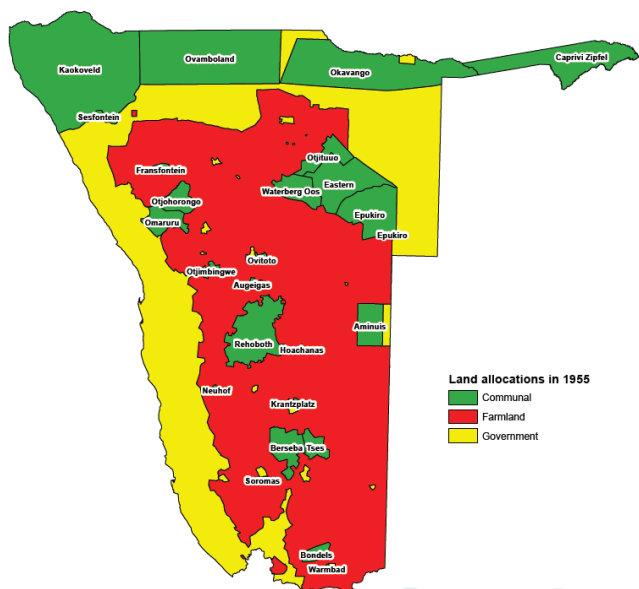 Caprivi Zipfel
Ovamboland
Kaokoveld
Okavango
Sesfontein
Otjituuo
Fransfontein
Eastern
Waterberg Oos
Otjohorongo
Epukiro
Omaruru
Epukiro
Ovitoto
Otjimbingwe
Augeigas
Aminuis
Rehoboth
Hoachanas
Land allocations in 1955
Neuhof
Communal
Krantzplatz
Farmland
Government
Berseba
Tses
Soromas
Bondels
Warmbad